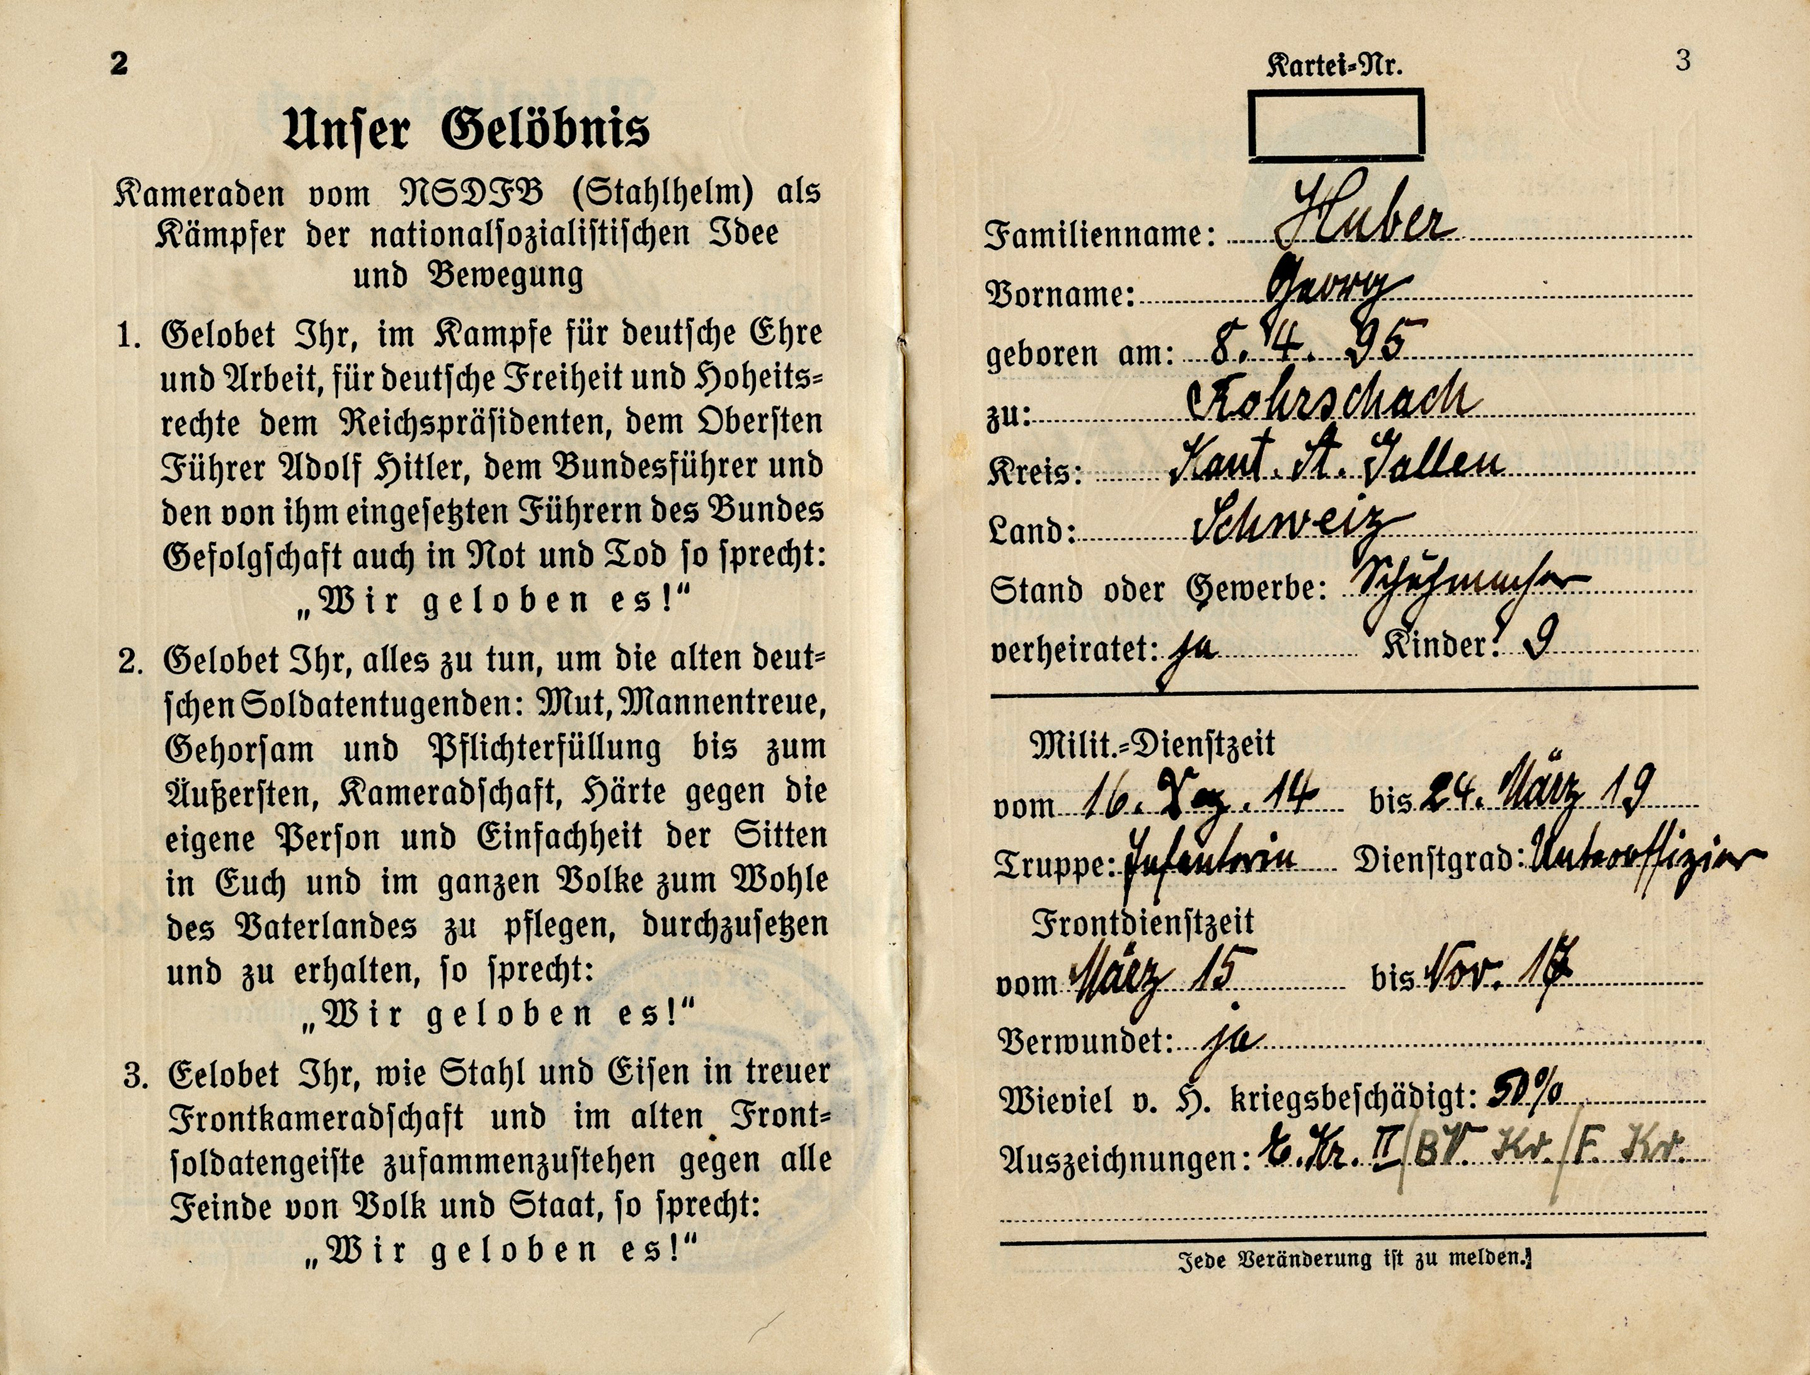 2
Unser Gelöbnis
Kameraden vom NSDFB (Stahlhelm) als
Kämpfer der nationalsozialistischen Idee
und Bewegung
1. Gelobet Ihr, im Kampfe für deutsche Ehre
und Arbeit, für deutsche Freiheit und Hoheits-
rechte dem Reichspräsidenten, dem Obersten
Führer Adolf Hitler, dem Bundesführer und
den von ihm eingesetzten Führern des Bundes
Gefolgschaft auch in Not und Tod so sprecht:
„Wir geloben es!“
2. Gelobet Ihr, alles zu tun, um die alten deut-
schen Soldatentugenden: Mut, Mannentreue,
Gehorsam und Pflichterfüllung bis zum
Äußersten, Kameradschaft, Härte gegen die
eigene Person und Einfachheit der Sitten
in Euch und im ganzen Volke zum Wohle
des Vaterlandes zu pflegen, durchzusetzen
und zu erhalten, so sprecht:
„Wir geloben es!“
3. Eelobet Ihr, wie Stahl und Eisen in treuer
Frontkameradschaft und im alten Front-
soldatengeiste zusammenzustehen gegen alle
Feinde von Volk und Staat, so sprecht:
„Wir geloben es!“
3
Kartei-Nr.
Familienname: Huber
Vorname: Georg
geboren am: 8. 4. 95
zu: Rohrschach
Kreis: Kant. St. Gallen
Land: Schweiz
Stand oder Gewerbe: Schuhmacher
verheiratet: ja Kinder: 9
Milit.-Dienstzeit
vom 16. Dez. 14 bis 24. März 19
Truppe: Infanterie Dienstgrad: Unteroffizier
Frontdienstzeit
vom März 15 bis Nov. 17
Verwundet: ja
Wieviel v. H. kriegsbeschädigt: 50%
Auszeichnungen: E. Kr. II/BV. Kr./F. Kr.
Jede Veränderung ist zu melden.